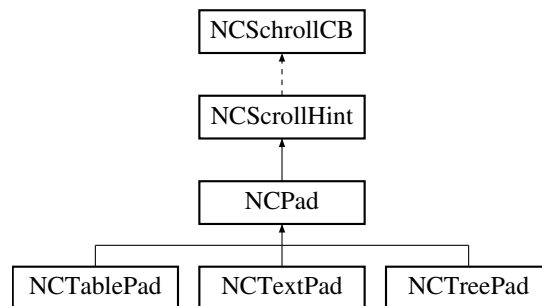 NCSchrollCB
NCScrollHint
NCPad
NCTablePad
NCTextPad
NCTreePad